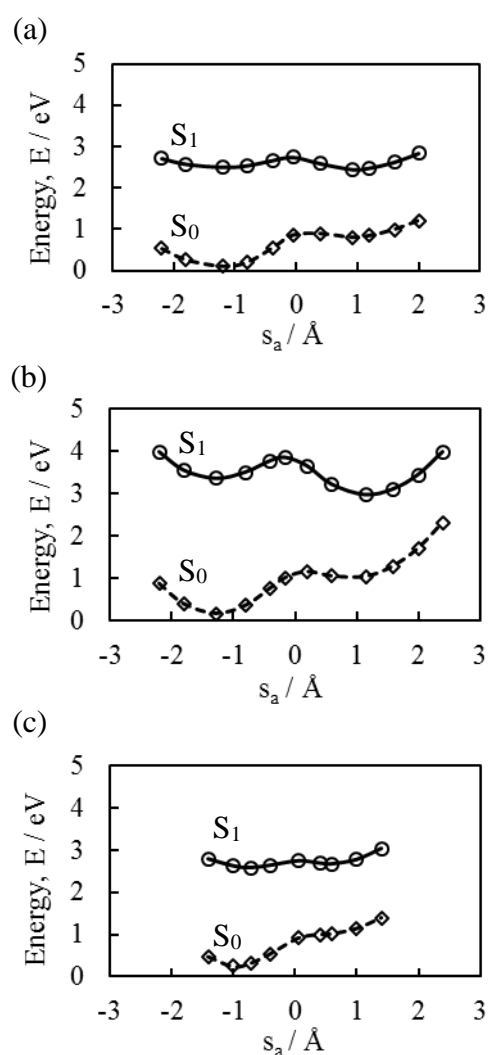 (a)
5
4
3
2
1
0
Energy, E / eV
S1
S0
-3 -2 -1 0 1 2 3
sa / Å
(b)
5
4
3
2
1
0
Energy, E / eV
S1
S0
-3 -2 -1 0 1 2 3
sa / Å
(c)
5
4
3
2
1
0
Energy, E / eV
S1
S0
-3 -2 -1 0 1 2 3
sa / Å